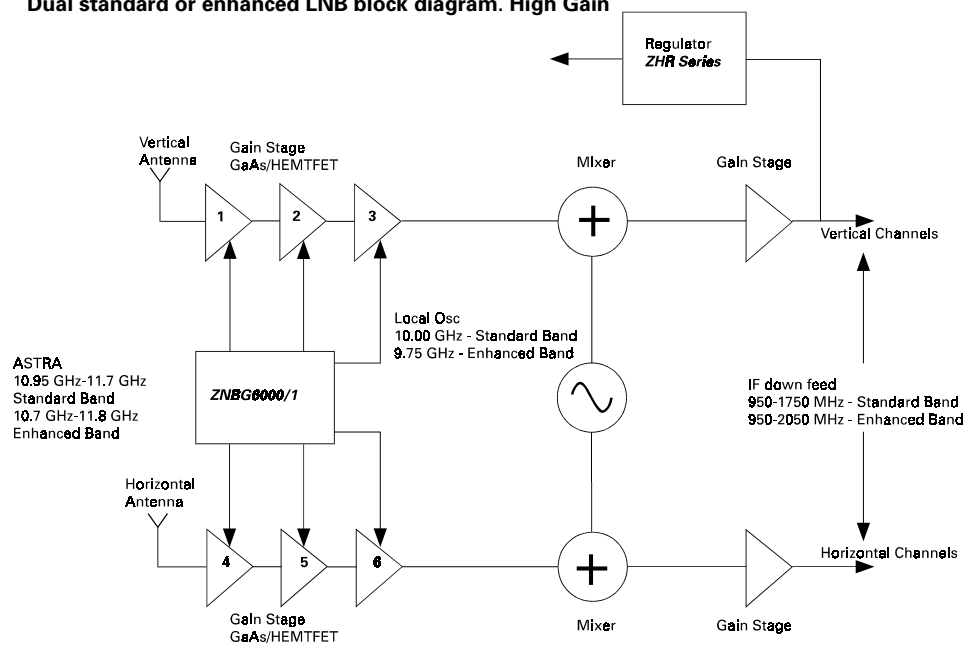 Dual standard or enhanced LNB block diagram. High Gain
Regulator
ZHR Series
Vertical
Antenna
Gain Stage
GaAs/HEMTFET
Mixer
Gain Stage
1
2
3
Vertical Channels
Local Osc
10.00 GHz - Standard Band
9.75 GHz - Enhanced Band
ASTRA
10.95 GHz-11.7 GHz
Standard Band
10.7 GHz-11.8 GHz
Enhanced Band
ZNBG6000/1
IF down feed
950-1750 MHz - Standard Band
950-2050 MHz - Enhanced Band
Horizontal
Antenna
4
5
6
Horizontal Channels
Gain Stage
GaAs/HEMTFET
Mixer
Gain Stage